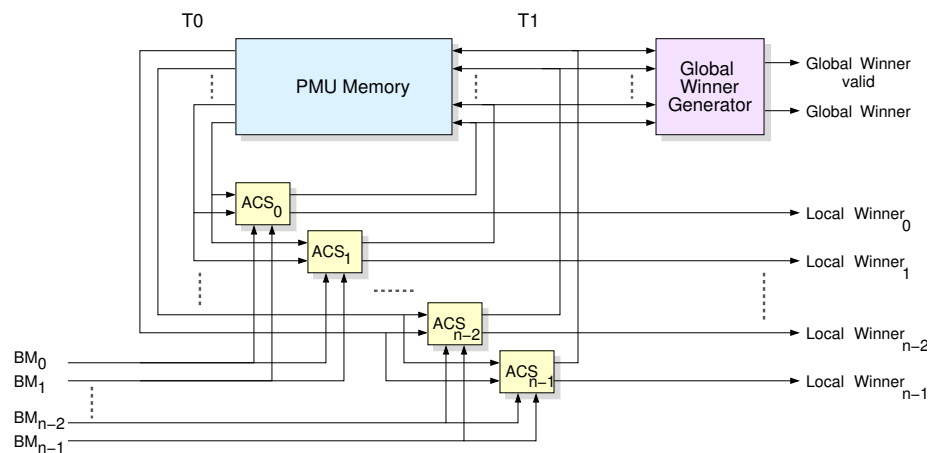 T0
T1
PMU Memory
Global
Winner
Generator
Global Winner
valid
Global Winner
ACS0
Local Winner0
ACS1
Local Winner1
ACSn-2
Local Winnern-2
BM0
ACSn-1
BM1
Local Winnern-1
BMn-2
BMn-1